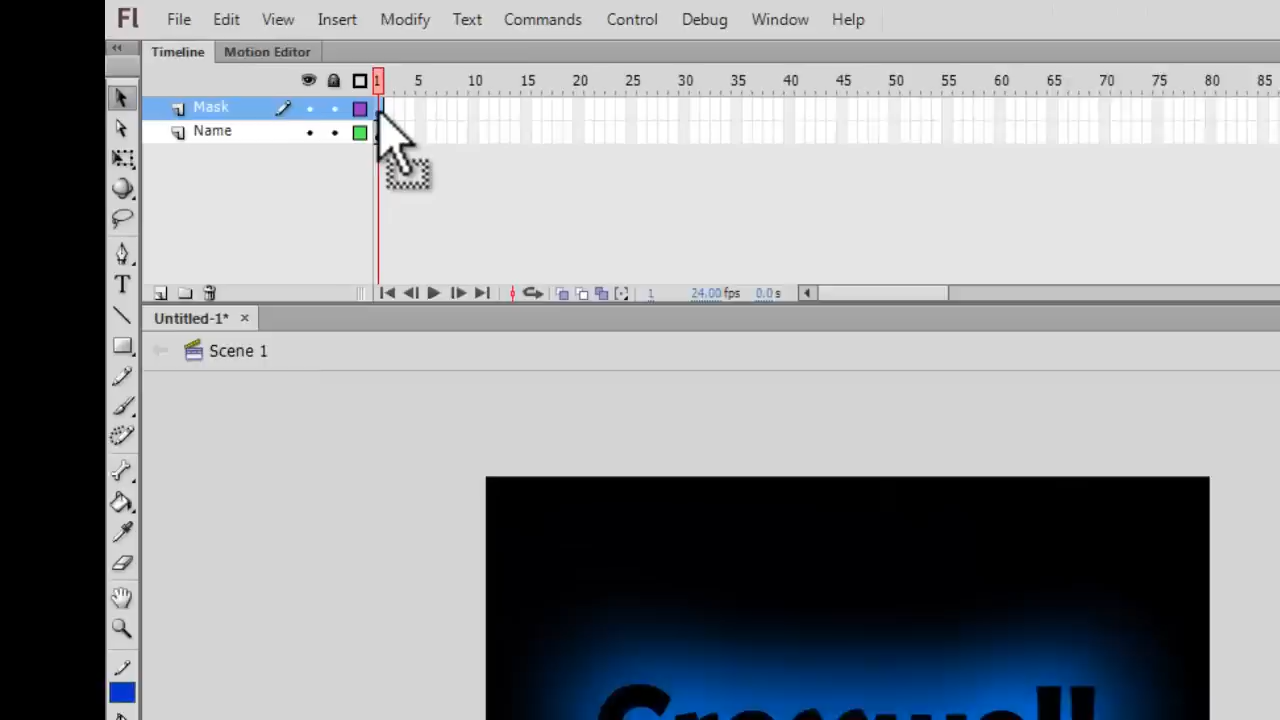 Fl File Edit View Insert Modify Text Commands Control Debug Window Help
Timeline Motion Editor
1 5 10 15 20 25 30 35 40 45 50 55 60 65 70 75 80 85
Mask
Name
T
1 24.00 fps 0.0 s
Untitled-1* ×
Scene 1
Cromwell